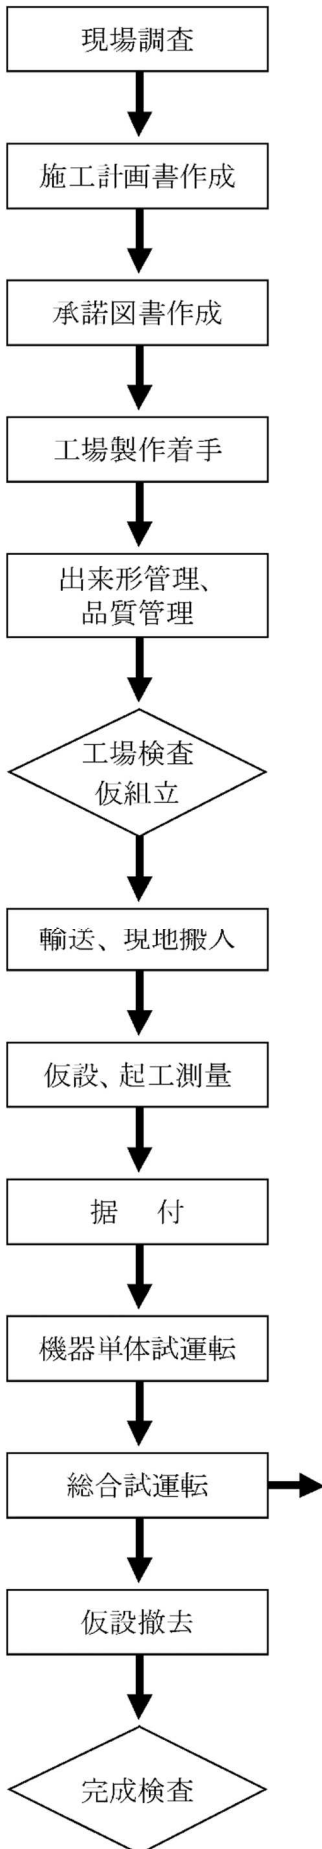 現場調査
施工計画書作成
承諾図書作成
工場製作着手
出来形管理、
品質管理
工場検査
仮組立
輸送、現地搬人
仮設、起工測量
据　付
機器単体試運転
総合試運転
仮設撤去
完成検査